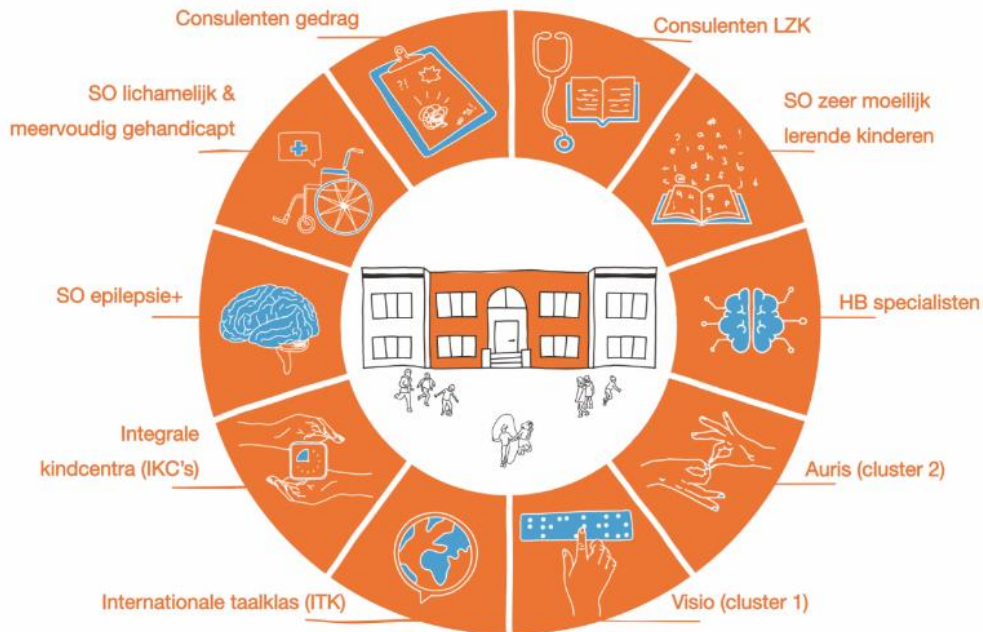 Consulenten gedrag
Consulenten LZK
SO lichamelijk &
meervoudig gehandicapt
SO zeer moeilijk
lerende kinderen
SO epilepsie+
HB specialisten
Integrale
kindcentra (IKC's)
Auris (cluster 2)
Internationale taalklas (ITK)
Visio (cluster 1)